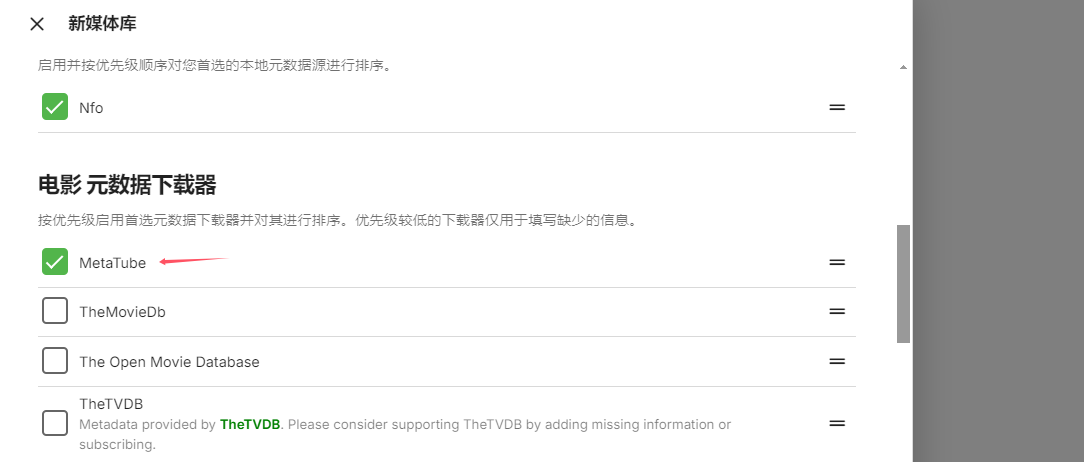 新媒体库
启用并按优先级顺序对您首选的本地元数据源进行排序。
Nfo
电影 元数据下载器
按优先级启用首选元数据下载器并对其进行排序。优先级较低的下载器仅用于填写缺少的信息。
MetaTube
TheMovieDb
The Open Movie Database
TheTVDB
Metadata provided by TheTVDB. Please consider supporting TheTVDB by adding missing information or
subscribing.